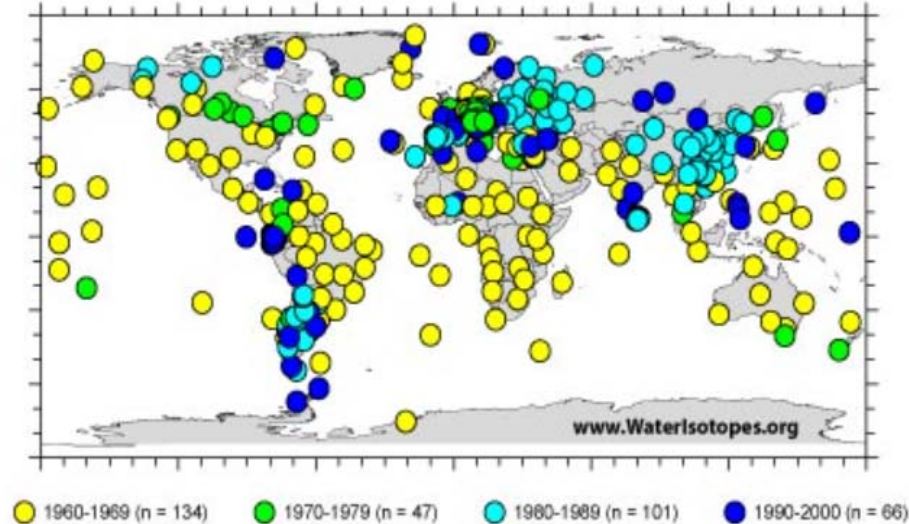 www.WaterIsotopes.org
1960-1969 (n = 134) 1970-1979 (n = 47) 1980-1989 (n = 101) 1990-2000 (n = 66)